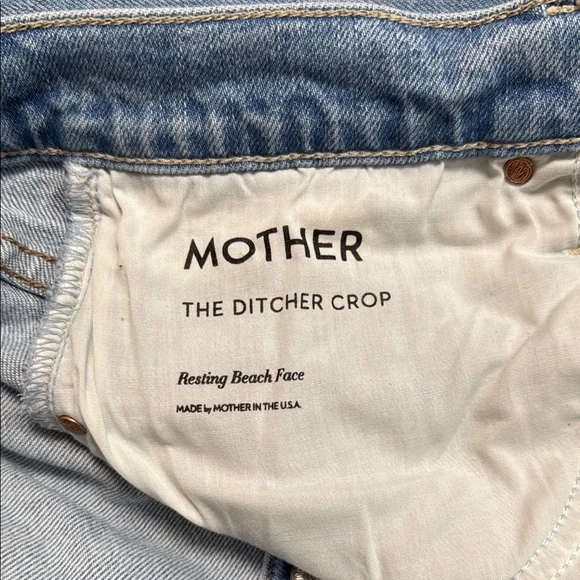 MOTHER
THE DITCHER CROP
Resting Beach Face
MADE by MOTHER IN THE U.S.A.